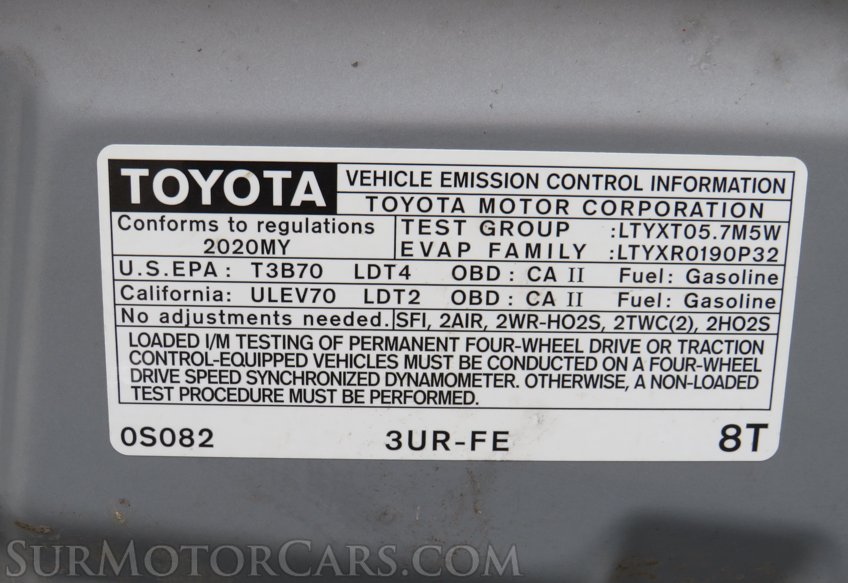 TOYOTA
VEHICLE EMISSION CONTROL INFORMATION
TOYOTA MOTOR CORPORATION
Conforms to regulations
2020MY
TEST GROUP :LTYXT05.7M5W
EVAP FAMILY :LTYXR0190P32
U.S.EPA: T3B70 LDT4 OBD: CA II Fuel: Gasoline
California: ULEV70 LDT2 OBD: CA II Fuel: Gasoline
No adjustments needed. SFI, 2AIR, 2WR-HO2S, 2TWC(2), 2HO2S
LOADED I/M TESTING OF PERMANENT FOUR-WHEEL DRIVE OR TRACTION
CONTROL-EQUIPPED VEHICLES MUST BE CONDUCTED ON A FOUR-WHEEL
DRIVE SPEED SYNCHRONIZED DYNAMOMETER. OTHERWISE, A NON-LOADED
TEST PROCEDURE MUST BE PERFORMED.
0S082 3UR-FE 8T
SURMOTORCARS.COM